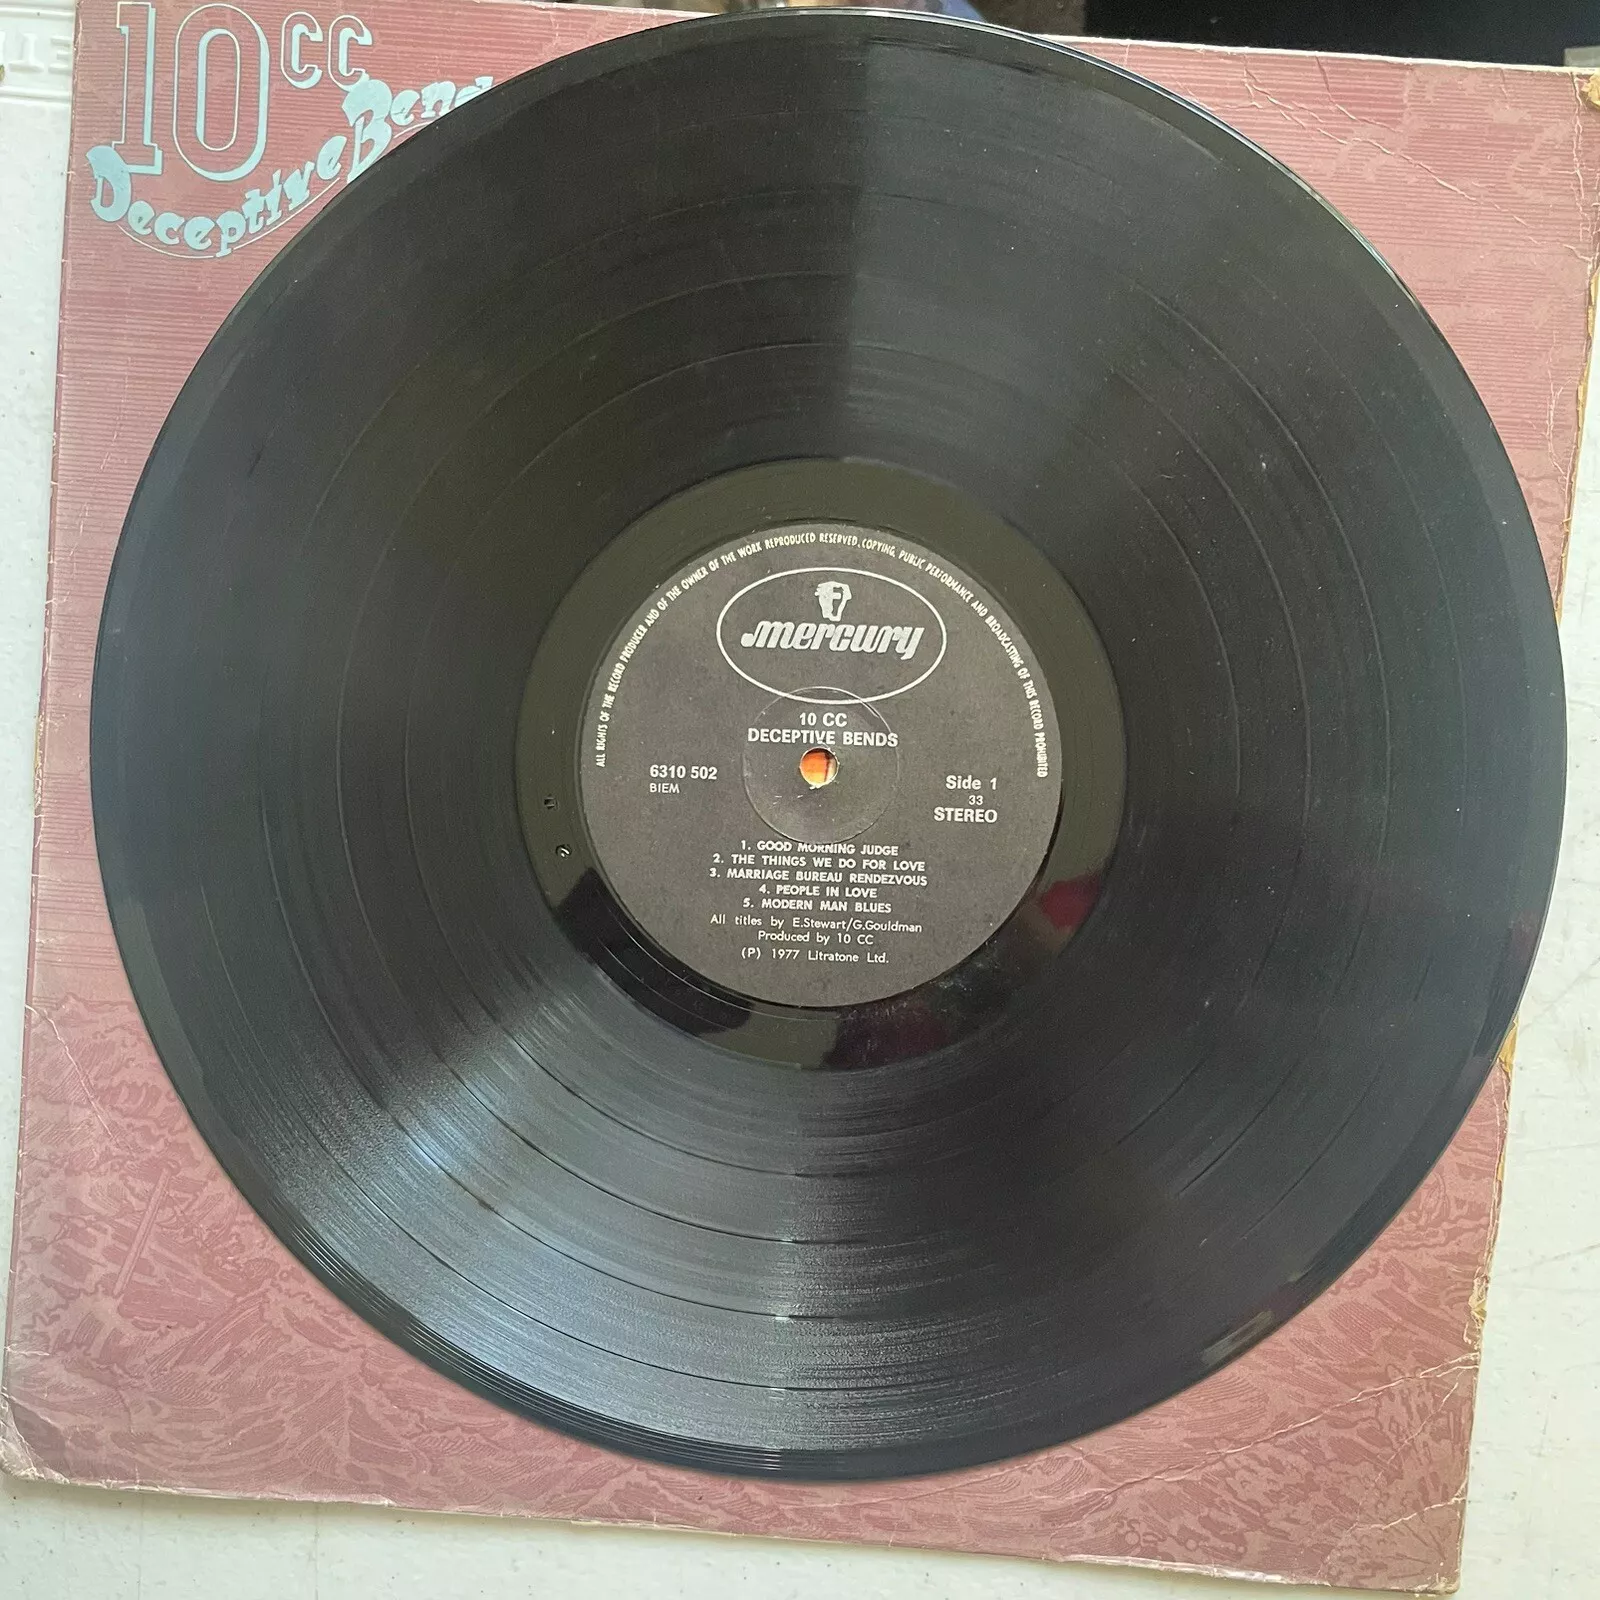 10CC
Deceptive Bend
ALL RIGHTS OF THE RECORD PRODUCER AND OF THE OWNER OF THE WORK REPRODUCED RESERVED. COPYING, PUBLIC PERFORMANCE AND BROADCASTING OF THIS RECORD PROHIBITED
mercury
10 CC
DECEPTIVE BENDS
6310 502
BIEM
Side 1
33
STEREO
1. GOOD MORNING JUDGE
2. THE THINGS WE DO FOR LOVE
3. MARRIAGE BUREAU RENDEZVOUS
4. PEOPLE IN LOVE
5. MODERN MAN BLUES
All titles by E.Stewart/G.Gouldman
Produced by 10 CC
(P) 1977 Litratone Ltd.